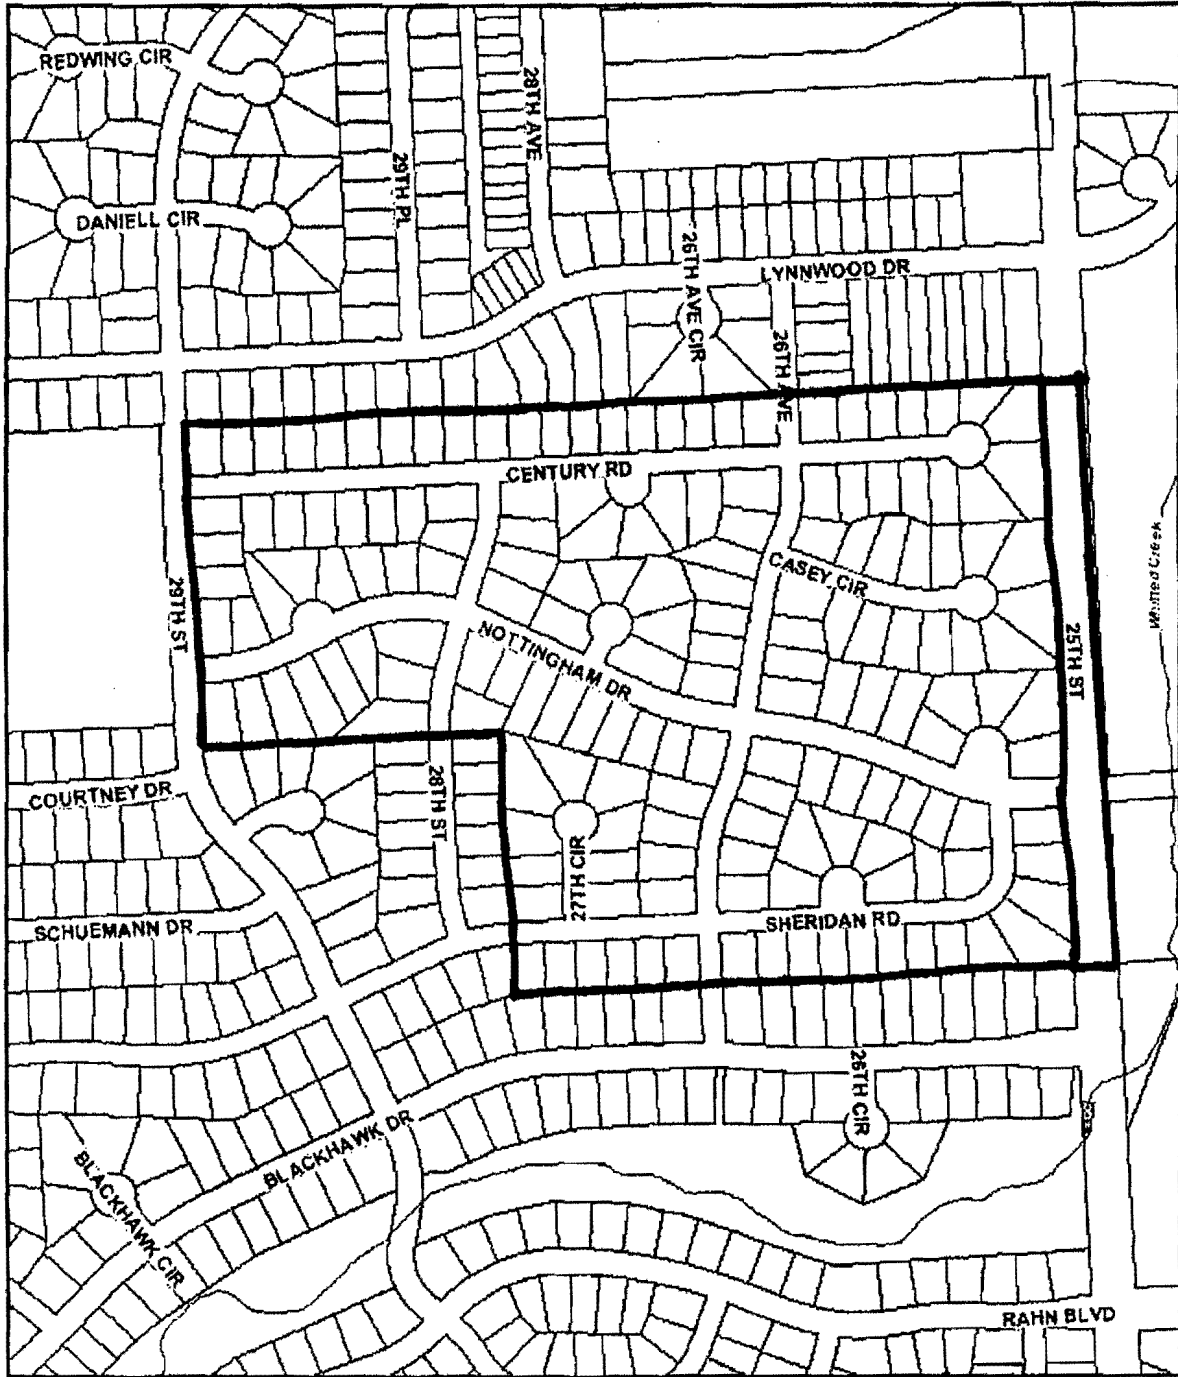 REDWING CIR
28TH AVE
29TH PL
DANIELL CIR
26TH AVE CIR
LYNNWOOD DR
26TH AVE
CENTURY RD
CASEY CIR
29TH ST
NOTTINGHAM DR
25TH ST
COURTNEY DR
28TH ST
27TH CIR
SCHUEMANN DR
SHERIDAN RD
26TH CIR
BLACKHAWK DR
BLACKHAWK CIR
RAHN BLVD